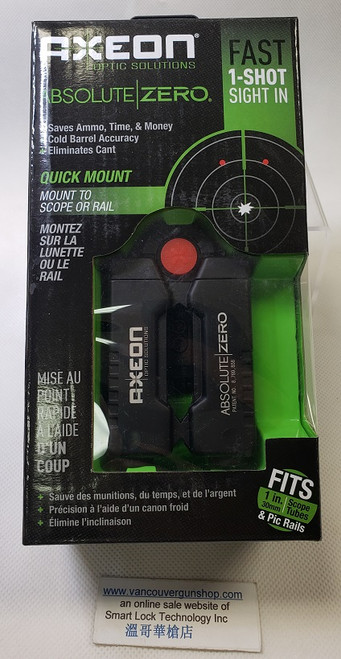 AXEON®
OPTIC SOLUTIONS
ABSOLUTE|ZERO®
FAST
1-SHOT
SIGHT IN
Saves Ammo, Time, & Money
Cold Barrel Accuracy
Eliminates Cant
QUICK MOUNT
MOUNT TO
SCOPE OR RAIL
MONTEZ
SUR LA
LUNETTE
OU LE
RAIL
AXEON
OPTIC SOLUTIONS
ABSOLUTE|ZERO
MISE AU
POINT
RAPIDE
À L'AIDE
D'UN
COUP
+ Sauve des munitions, du temps, et de l'argent
+ Précision à l'aide d'un canon froid
+ Élimine l'inclinaison
FITS
1 in. 30mm Scope Tubes
& Pic Rails
www.vancouvergunshop.com
an online sale website of
Smart Lock Technology Inc
溫哥華槍店